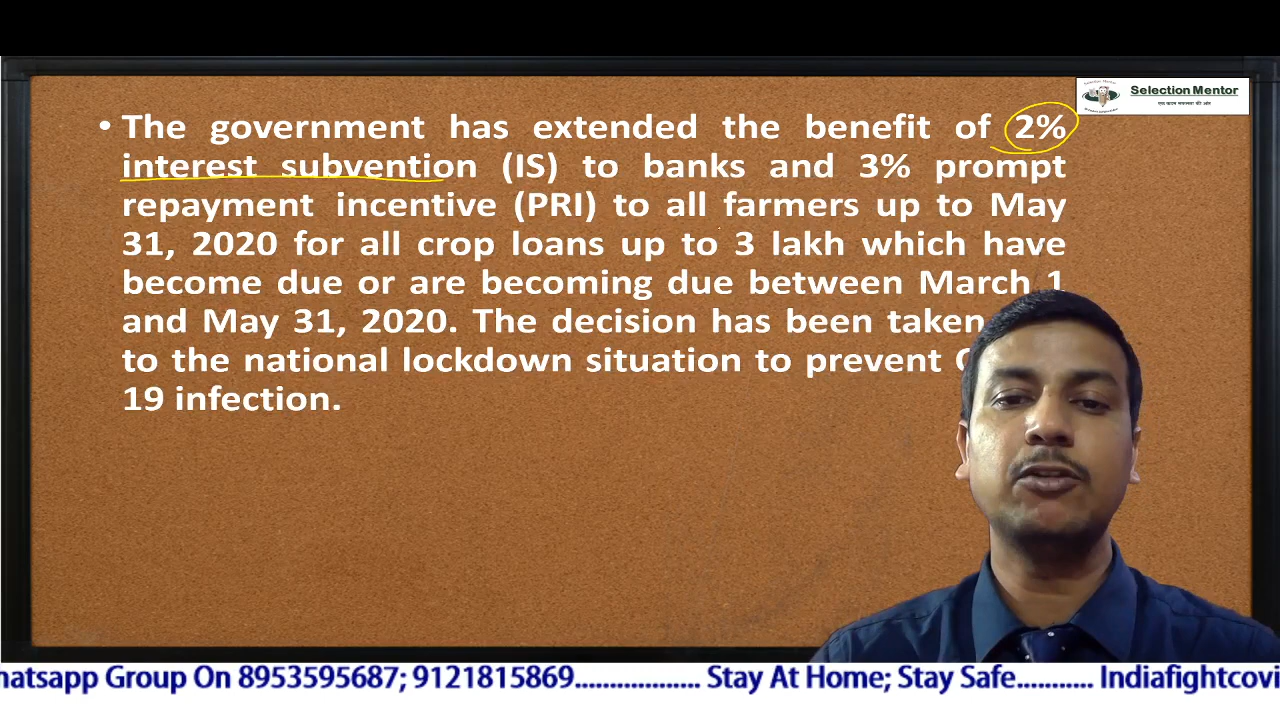 Selection Mentor
• The government has extended the benefit of 2%
interest subvention (IS) to banks and 3% prompt
repayment incentive (PRI) to all farmers up to May
31, 2020 for all crop loans up to 3 lakh which have
become due or are becoming due between March 1
and May 31, 2020. The decision has been taken
to the national lockdown situation to prevent
19 infection.
hatsapp Group On 8953595687; 9121815869.................. Stay At Home; Stay Safe........... Indiafightcovi